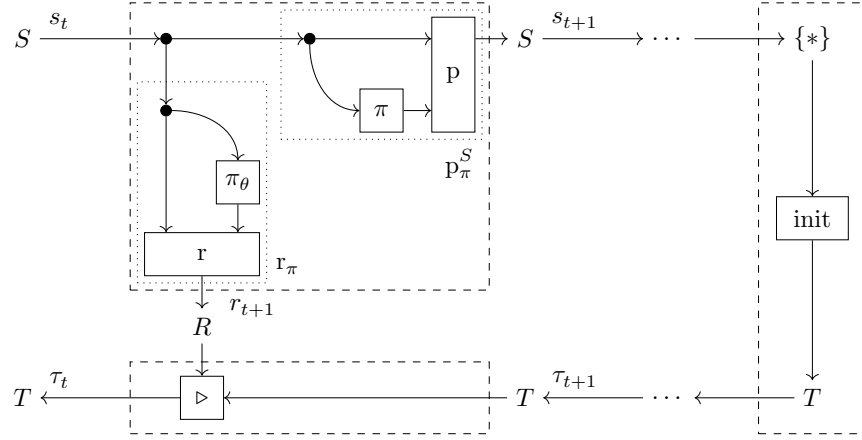 S s_t S s_{t+1} ⋯ {*}
p
π
p_π^S
π_θ
init
r r_π
r_{t+1}
R
T τ_t ▷ T τ_{t+1} ⋯ T